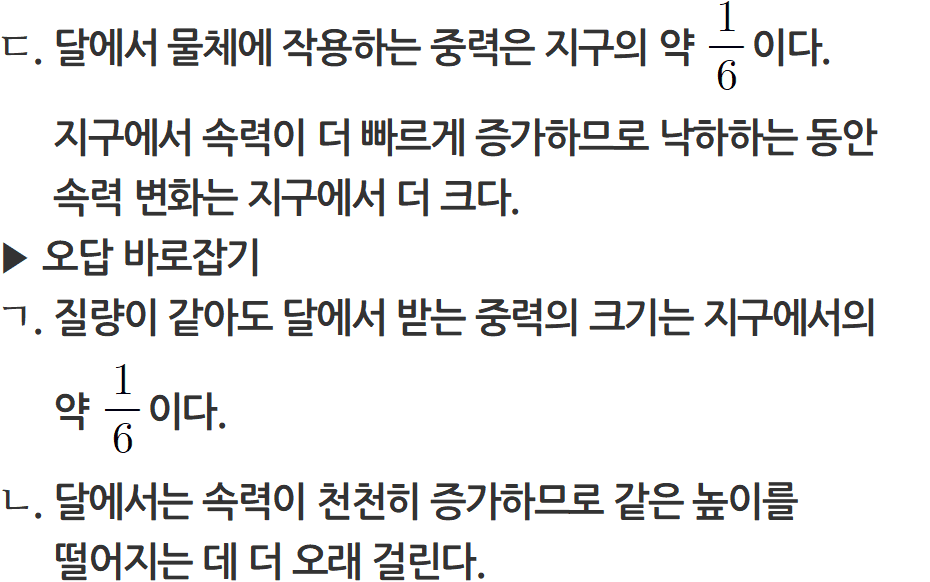 ㄷ. 달에서 물체에 작용하는 중력은 지구의 약 1/6 이다.
지구에서 속력이 더 빠르게 증가하므로 낙하하는 동안
속력 변화는 지구에서 더 크다.
▶ 오답 바로잡기
ㄱ. 질량이 같아도 달에서 받는 중력의 크기는 지구에서의
약 1/6 이다.
ㄴ. 달에서는 속력이 천천히 증가하므로 같은 높이를
떨어지는 데 더 오래 걸린다.